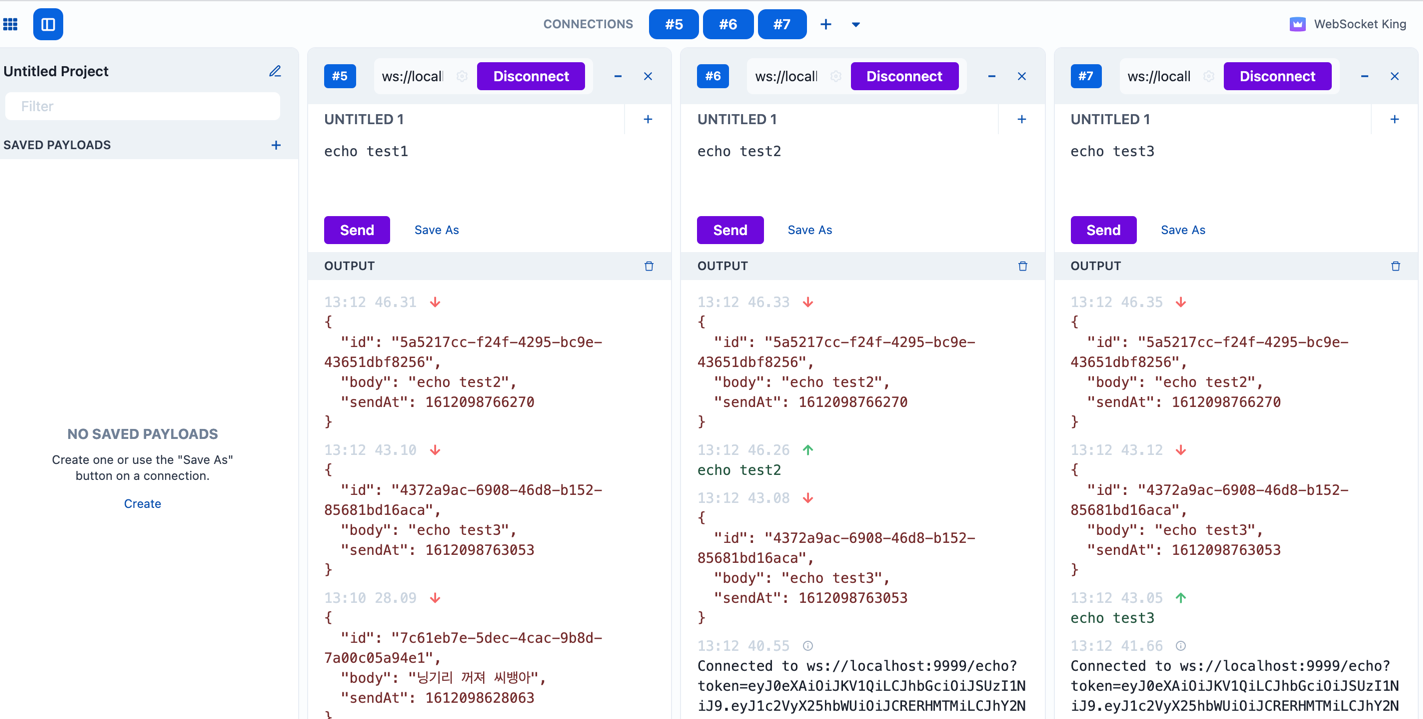 CONNECTIONS #5 #6 #7 + WebSocket King
Untitled Project
Filter
SAVED PAYLOADS +
NO SAVED PAYLOADS
Create one or use the "Save As"
button on a connection.
Create
#5 ws://locall Disconnect
UNTITLED 1 +
echo test1
Send Save As
OUTPUT
13:12 46.31 ↓
{
"id": "5a5217cc-f24f-4295-bc9e-
43651dbf8256",
"body": "echo test2",
"sendAt": 1612098766270
}
13:12 43.10 ↓
{
"id": "4372a9ac-6908-46d8-b152-
85681bd16aca",
"body": "echo test3",
"sendAt": 1612098763053
}
13:10 28.09 ↓
{
"id": "7c61eb7e-5dec-4cac-9b8d-
7a00c05a94e1",
"body": "닝기리 꺼져 씨뱅아",
"sendAt": 1612098628063
}
#6 ws://locall Disconnect
UNTITLED 1 +
echo test2
Send Save As
OUTPUT
13:12 46.33 ↓
{
"id": "5a5217cc-f24f-4295-bc9e-
43651dbf8256",
"body": "echo test2",
"sendAt": 1612098766270
}
13:12 46.26 ↑
echo test2
13:12 43.08 ↓
{
"id": "4372a9ac-6908-46d8-b152-
85681bd16aca",
"body": "echo test3",
"sendAt": 1612098763053
}
13:12 40.55
Connected to ws://localhost:9999/echo?
token=eyJ0eXAiOiJKV1QiLCJhbGciOiJSUzI1N
iJ9.eyJ1c2VyX25hbWUiOiJCRERHMTMiLCJhY2N
#7 ws://locall Disconnect
UNTITLED 1 +
echo test3
Send Save As
OUTPUT
13:12 46.35 ↓
{
"id": "5a5217cc-f24f-4295-bc9e-
43651dbf8256",
"body": "echo test2",
"sendAt": 1612098766270
}
13:12 43.12 ↓
{
"id": "4372a9ac-6908-46d8-b152-
85681bd16aca",
"body": "echo test3",
"sendAt": 1612098763053
}
13:12 43.05 ↑
echo test3
13:12 41.66
Connected to ws://localhost:9999/echo?
token=eyJ0eXAiOiJKV1QiLCJhbGciOiJSUzI1N
iJ9.eyJ1c2VyX25hbWUiOiJCRERHMTMiLCJhY2N